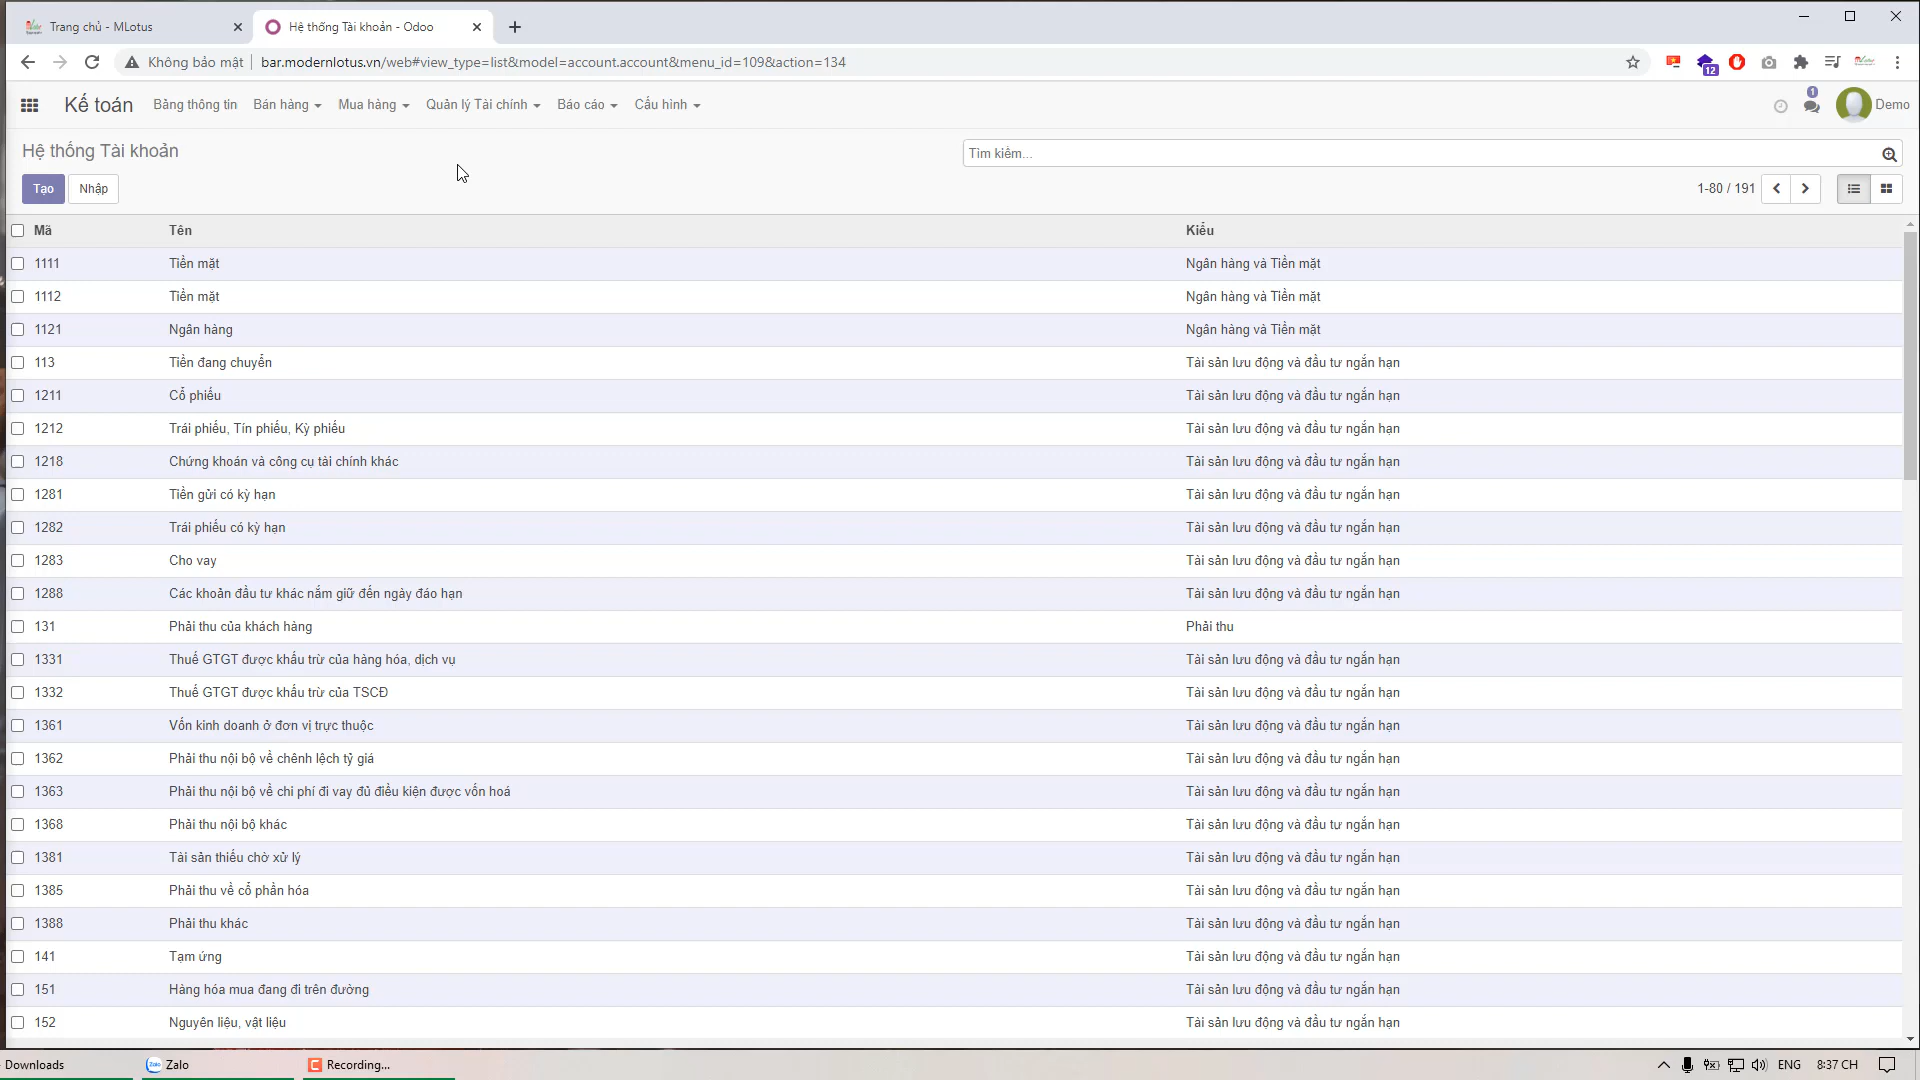 Trang chủ - MLotus
Hệ thống Tài khoản - Odoo
Không bảo mật
bar.modernlotus.vn/web#view_type=list&model=account.account&menu_id=109&action=134
12
Kế toán
Bảng thông tin
Bán hàng
Mua hàng
Quản lý Tài chính
Báo cáo
Cấu hình
1
Demo
Hệ thống Tài khoản
Tìm kiếm...
Tạo
Nhập
1-80 / 191
Mã Tên Kiểu
1111 Tiền mặt Ngân hàng và Tiền mặt
1112 Tiền mặt Ngân hàng và Tiền mặt
1121 Ngân hàng Ngân hàng và Tiền mặt
113 Tiền đang chuyển Tài sản lưu động và đầu tư ngắn hạn
1211 Cổ phiếu Tài sản lưu động và đầu tư ngắn hạn
1212 Trái phiếu, Tín phiếu, Kỳ phiếu Tài sản lưu động và đầu tư ngắn hạn
1218 Chứng khoán và công cụ tài chính khác Tài sản lưu động và đầu tư ngắn hạn
1281 Tiền gửi có kỳ hạn Tài sản lưu động và đầu tư ngắn hạn
1282 Trái phiếu có kỳ hạn Tài sản lưu động và đầu tư ngắn hạn
1283 Cho vay Tài sản lưu động và đầu tư ngắn hạn
1288 Các khoản đầu tư khác nắm giữ đến ngày đáo hạn Tài sản lưu động và đầu tư ngắn hạn
131 Phải thu của khách hàng Phải thu
1331 Thuế GTGT được khấu trừ của hàng hóa, dịch vụ Tài sản lưu động và đầu tư ngắn hạn
1332 Thuế GTGT được khấu trừ của TSCĐ Tài sản lưu động và đầu tư ngắn hạn
1361 Vốn kinh doanh ở đơn vị trực thuộc Tài sản lưu động và đầu tư ngắn hạn
1362 Phải thu nội bộ về chênh lệch tỷ giá Tài sản lưu động và đầu tư ngắn hạn
1363 Phải thu nội bộ về chi phí đi vay đủ điều kiện được vốn hoá Tài sản lưu động và đầu tư ngắn hạn
1368 Phải thu nội bộ khác Tài sản lưu động và đầu tư ngắn hạn
1381 Tài sản thiếu chờ xử lý Tài sản lưu động và đầu tư ngắn hạn
1385 Phải thu về cổ phần hóa Tài sản lưu động và đầu tư ngắn hạn
1388 Phải thu khác Tài sản lưu động và đầu tư ngắn hạn
141 Tạm ứng Tài sản lưu động và đầu tư ngắn hạn
151 Hàng hóa mua đang đi trên đường Tài sản lưu động và đầu tư ngắn hạn
152 Nguyên liệu, vật liệu Tài sản lưu động và đầu tư ngắn hạn
Downloads
Zalo
Recording...
ENG
8:37 CH